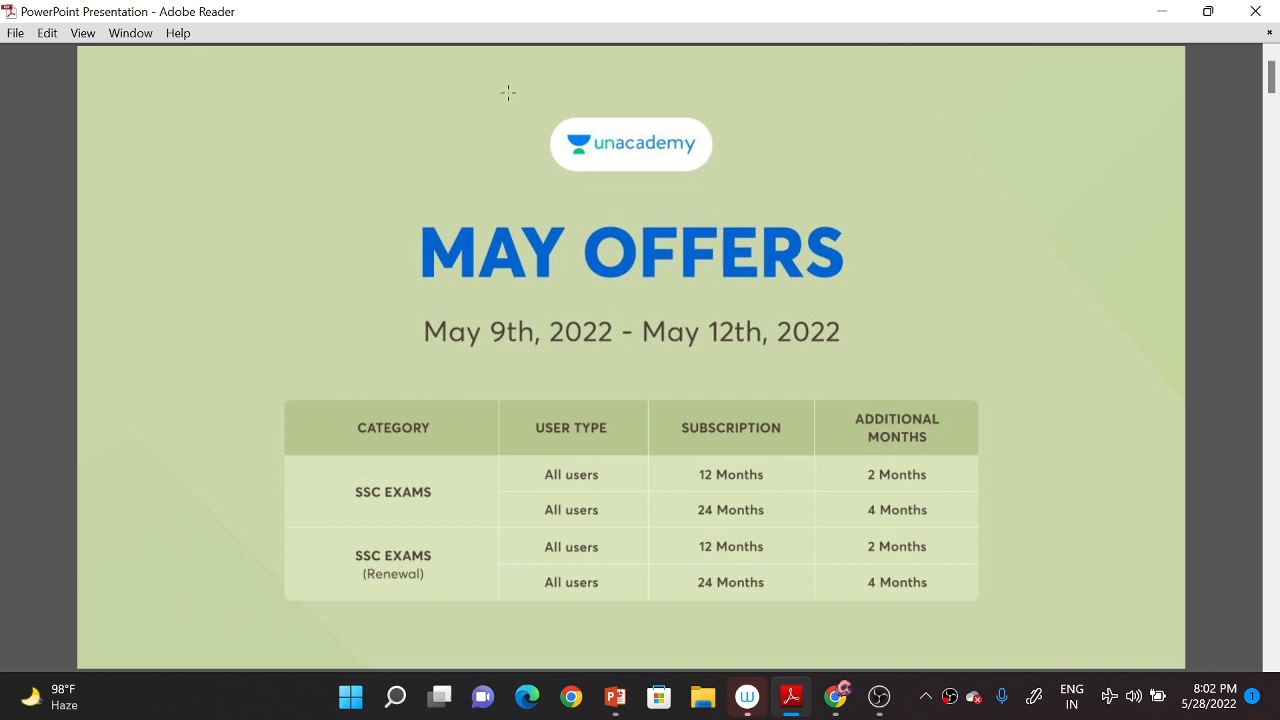 PowerPoint Presentation - Adobe Reader
File Edit View Window Help
unacademy
MAY OFFERS
May 9th, 2022 - May 12th, 2022
CATEGORY USER TYPE SUBSCRIPTION ADDITIONAL MONTHS
SSC EXAMS All users 12 Months 2 Months
All users 24 Months 4 Months
SSC EXAMS (Renewal) All users 12 Months 2 Months
All users 24 Months 4 Months
98°F
Haze
ENG
IN
8:02 PM
5/28/2022
1